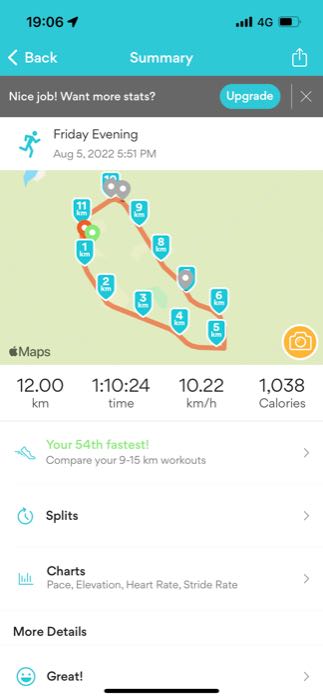 19:06
4G
Back
Summary
Nice job! Want more stats?
Upgrade
Friday Evening
Aug 5, 2022 5:51 PM
10
11 km
9 km
8 km
1 km
2 km
3 km
4 km
5 km
6 km
Maps
12.00 1:10:24 10.22 1,038
km time km/h Calories
Your 54th fastest!
Compare your 9-15 km workouts
Splits
Charts
Pace, Elevation, Heart Rate, Stride Rate
More Details
Great!